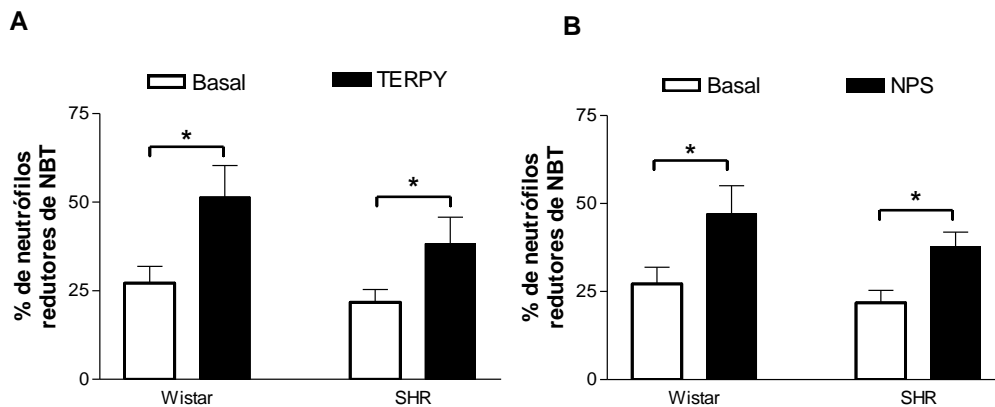 A
Basal TERPY
% de neutrófilos
redutores de NBT
75
50
25
0
*
*
Wistar SHR
B
Basal NPS
% de neutrófilos
redutores de NBT
75
50
25
0
*
*
Wistar SHR